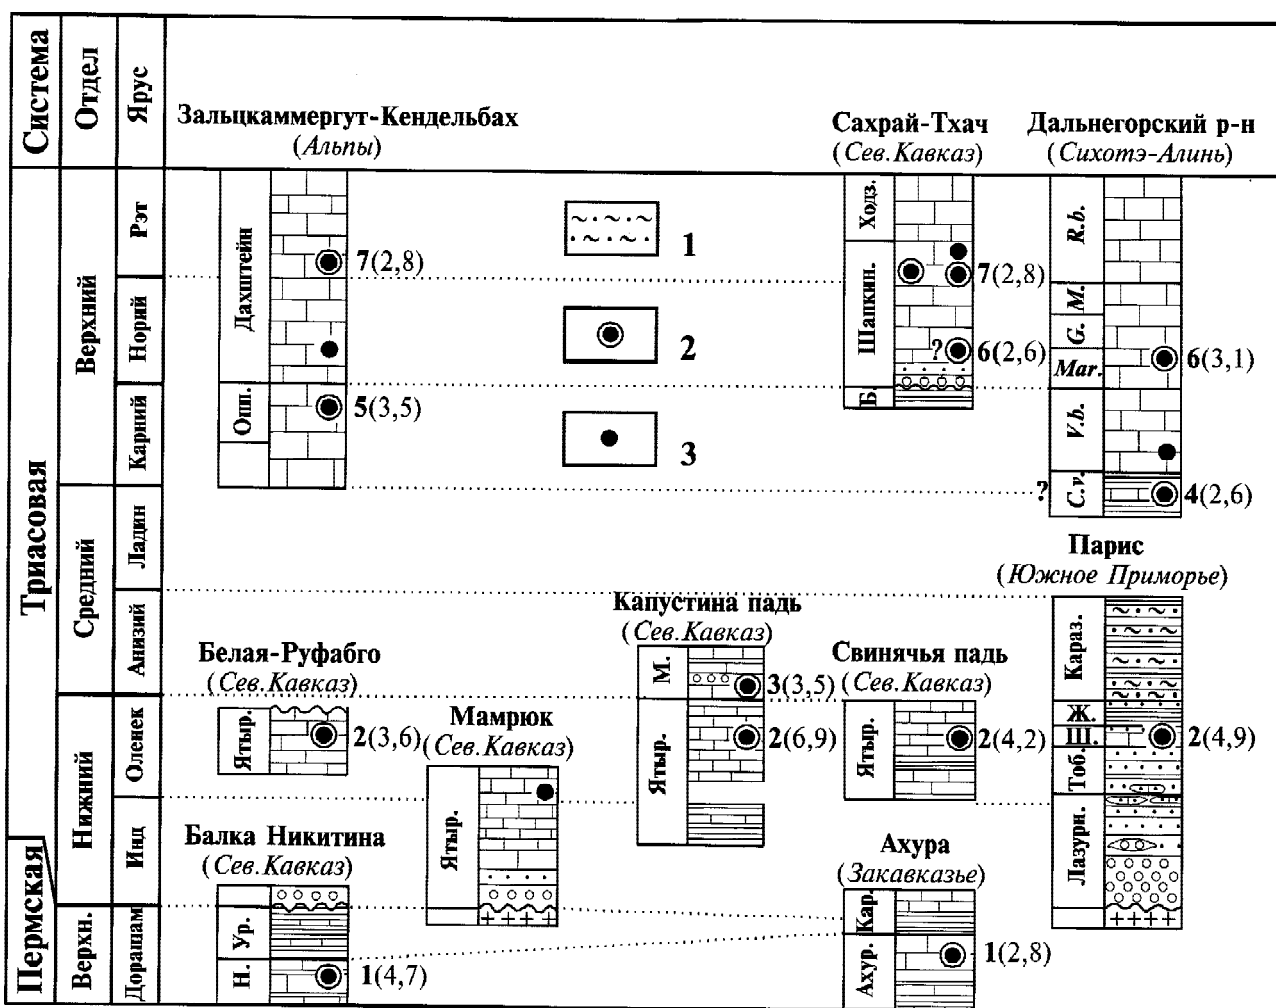 Система
Отдел
Ярус
Зальцкаммергут-Кендельбах
(Альпы)
Сахрай-Тхач
(Сев.Кавказ)
Дальнегорский р-н
(Сихотэ-Алинь)
Триасовая
Пермская
Верхний
Средний
Нижний
Верхн.
Рэт
Норий
Карний
Ладин
Анизий
Оленек
Инд
Дорашам
Дахштейн
Опп.
7(2,8)
5(3,5)
1
2
3
Ходз.
Шапкин.
Б.
7(2,8)
?
6(2,6)
R.b.
M.
G.
Mar.
V.b.
C.v.
6(3,1)
?
4(2,6)
Парис
(Южное Приморье)
Караз.
Ж.
Ш.
Тоб.
Лазурн.
2(4,9)
Капустина падь
(Сев.Кавказ)
М.
Ятыр.
3(3,5)
2(6,9)
Свинячья падь
(Сев.Кавказ)
Ятыр.
2(4,2)
Белая-Руфабго
(Сев.Кавказ)
Ятыр.
2(3,6)
Мамрюк
(Сев.Кавказ)
Ятыр.
Балка Никитина
(Сев.Кавказ)
Ур.
Н.
1(4,7)
Ахура
(Закавказье)
Кар.
Ахур.
1(2,8)